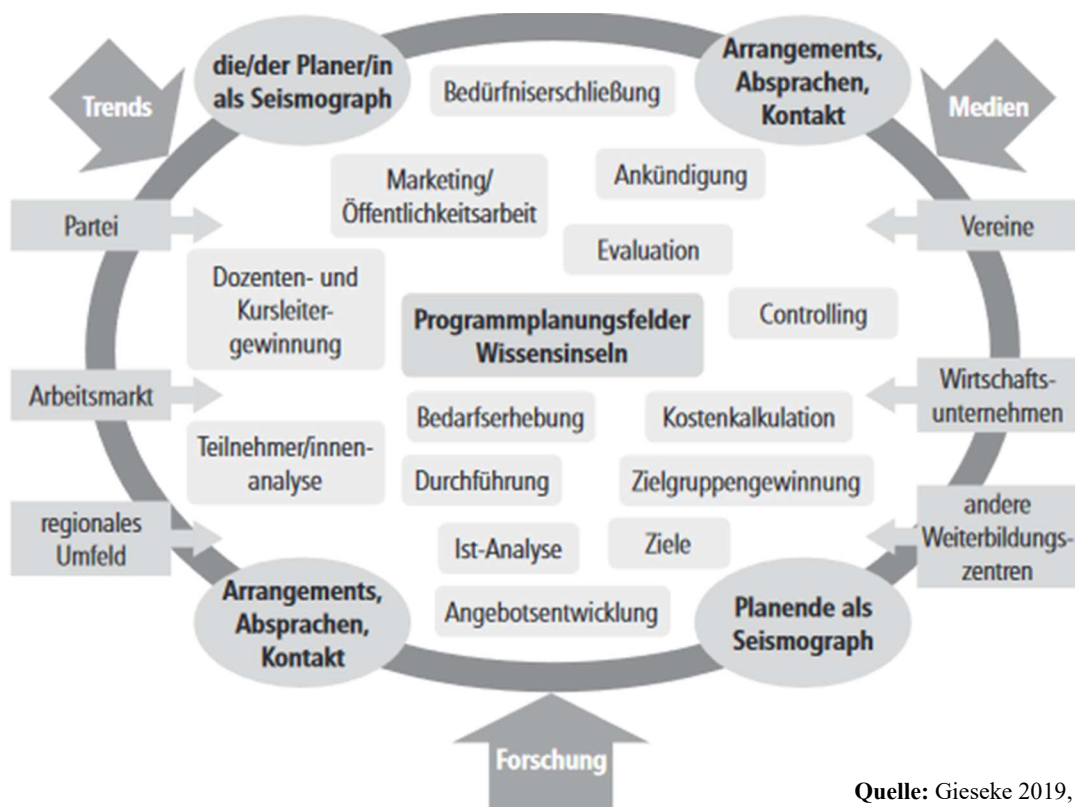 die/der Planer/in
als Seismograph
Arrangements,
Absprachen,
Kontakt
Bedürfniserschließung
Trends
Medien
Marketing/
Öffentlichkeitsarbeit
Ankündigung
Partei
Vereine
Evaluation
Dozenten- und
Kursleiter-
gewinnung
Programmplanungsfelder
Wissensinseln
Controlling
Arbeitsmarkt
Wirtschafts-
unternehmen
Bedarfserhebung
Kostenkalkulation
Teilnehmer/innen-
analyse
Durchführung
Zielgruppengewinnung
regionales
Umfeld
andere
Weiterbildungs-
zentren
Ist-Analyse
Ziele
Arrangements,
Absprachen,
Kontakt
Angebotsentwicklung
Planende als
Seismograph
Forschung
Quelle: Gieseke 2019,